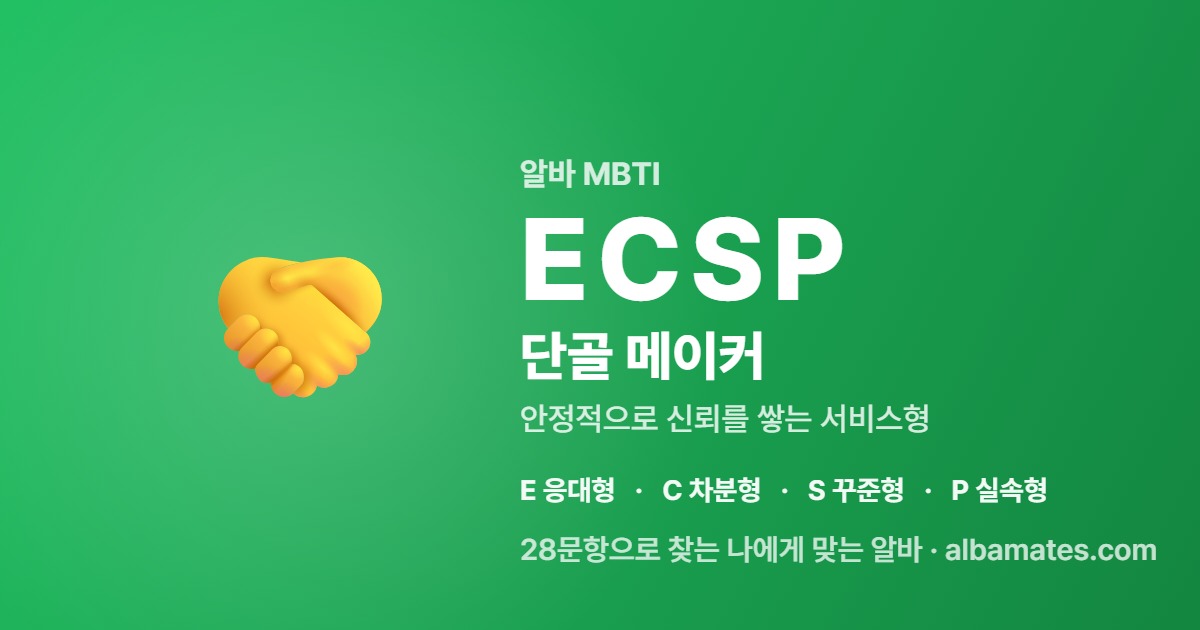 알바 MBTI
ECSP
단골 메이커
안정적으로 신뢰를 쌓는 서비스형
E 응대형 · C 차분형 · S 꾸준형 · P 실속형
28문항으로 찾는 나에게 맞는 알바 · albamates.com